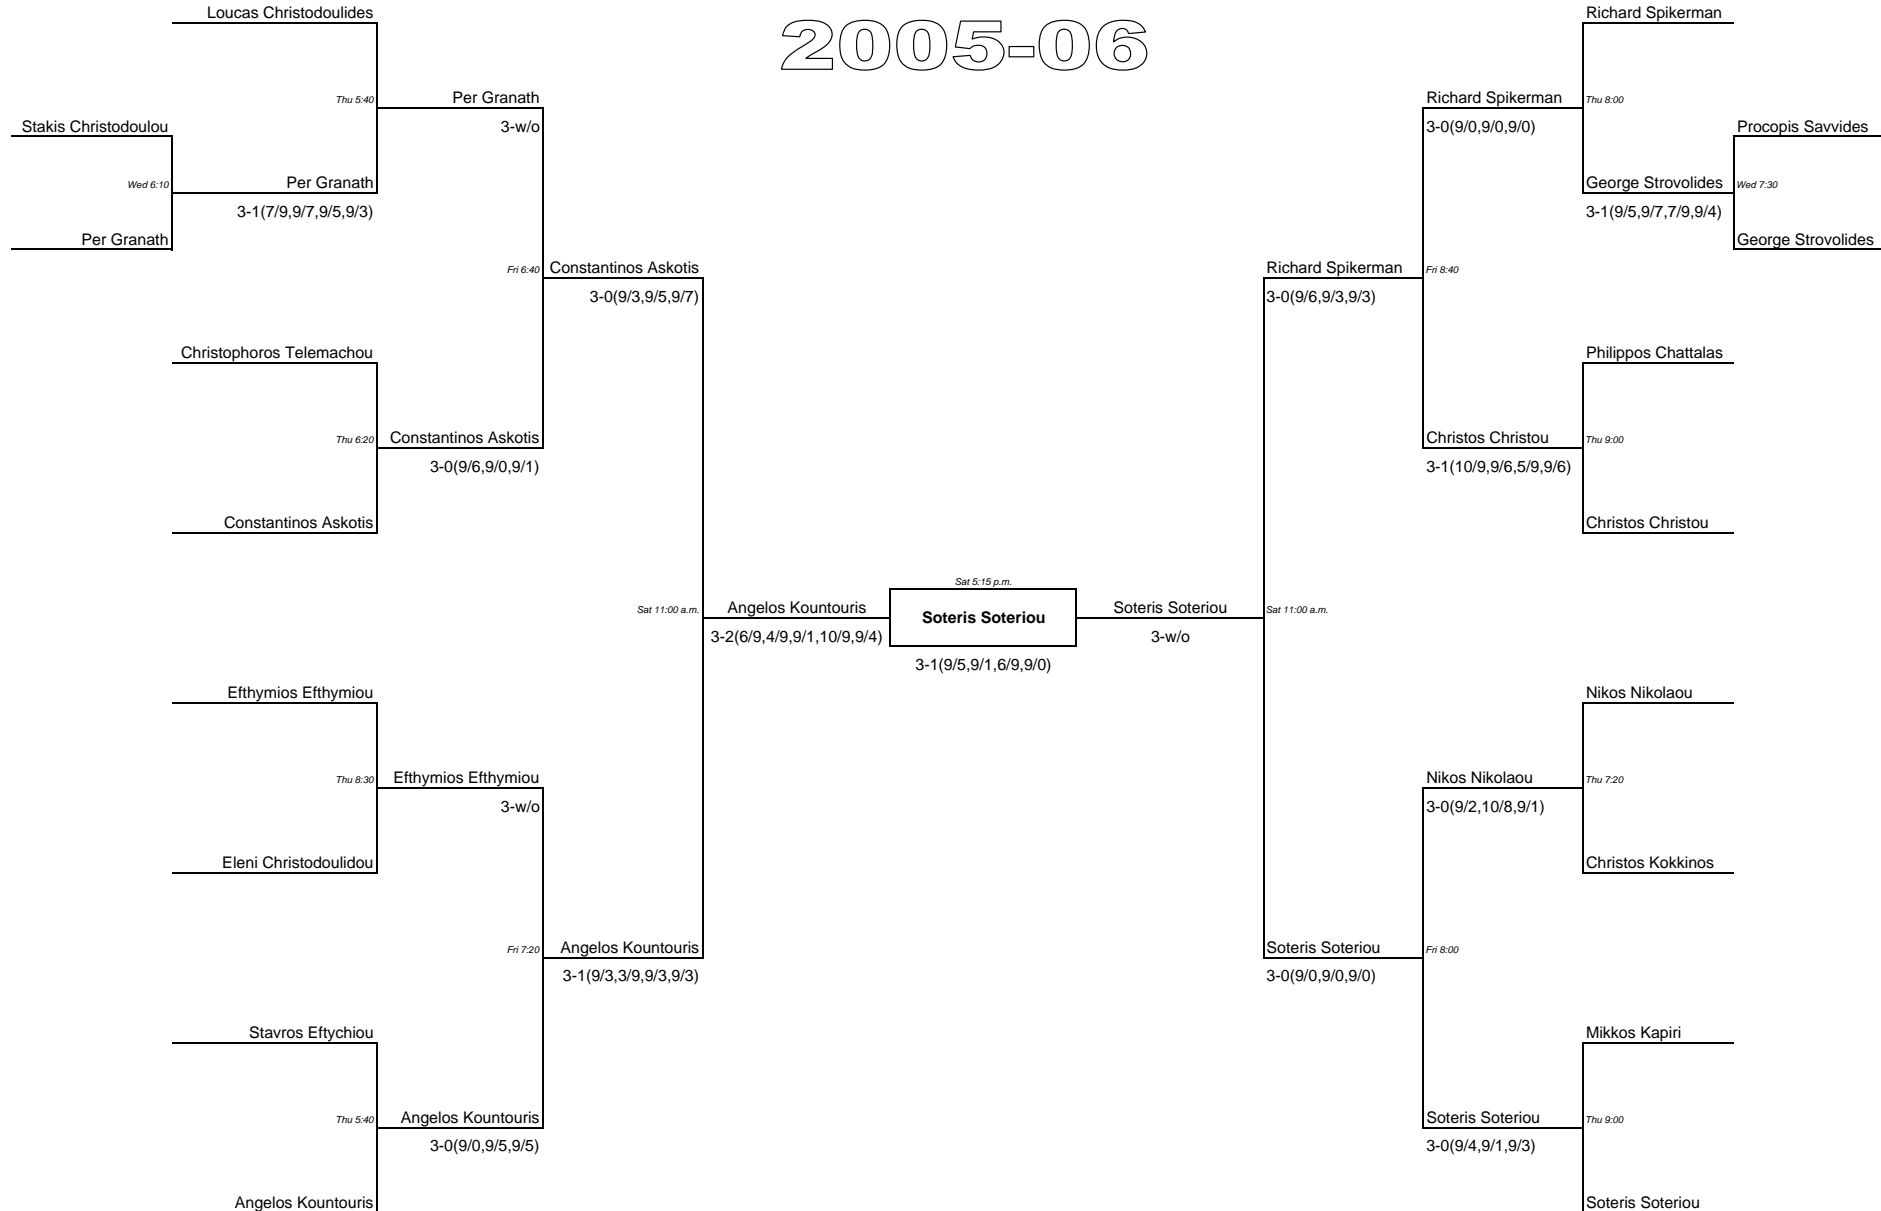 2005-06
Loucas Christodoulides
Thu 5:40
Per Granath
3-w/o
Stakis Christodoulou
Wed 6:10
Per Granath
3-1(7/9,9/7,9/5,9/3)
Per Granath
Fri 6:40
Constantinos Askotis
3-0(9/3,9/5,9/7)
Christophoros Telemachou
Thu 6:20
Constantinos Askotis
3-0(9/6,9/0,9/1)
Constantinos Askotis
Sat 11:00 a.m.
Angelos Kountouris
3-2(6/9,4/9,9/1,10/9,9/4)
Efthymios Efthymiou
Thu 8:30
Efthymios Efthymiou
3-w/o
Eleni Christodoulidou
Fri 7:20
Angelos Kountouris
3-1(9/3,3/9,9/3,9/3)
Stavros Eftychiou
Thu 5:40
Angelos Kountouris
3-0(9/0,9/5,9/5)
Angelos Kountouris
Sat 5:15 p.m.
Soteris Soteriou
3-1(9/5,9/1,6/9,9/0)
Soteris Soteriou
3-w/o
Sat 11:00 a.m.
Richard Spikerman
Richard Spikerman
Thu 8:00
3-0(9/0,9/0,9/0)
Procopis Savvides
George Strovolides
Wed 7:30
3-1(9/5,9/7,7/9,9/4)
George Strovolides
Richard Spikerman
Fri 8:40
3-0(9/6,9/3,9/3)
Philippos Chattalas
Christos Christou
Thu 9:00
3-1(10/9,9/6,5/9,9/6)
Christos Christou
Nikos Nikolaou
Nikos Nikolaou
Thu 7:20
3-0(9/2,10/8,9/1)
Christos Kokkinos
Soteris Soteriou
Fri 8:00
3-0(9/0,9/0,9/0)
Mikkos Kapiri
Soteris Soteriou
Thu 9:00
3-0(9/4,9/1,9/3)
Soteris Soteriou